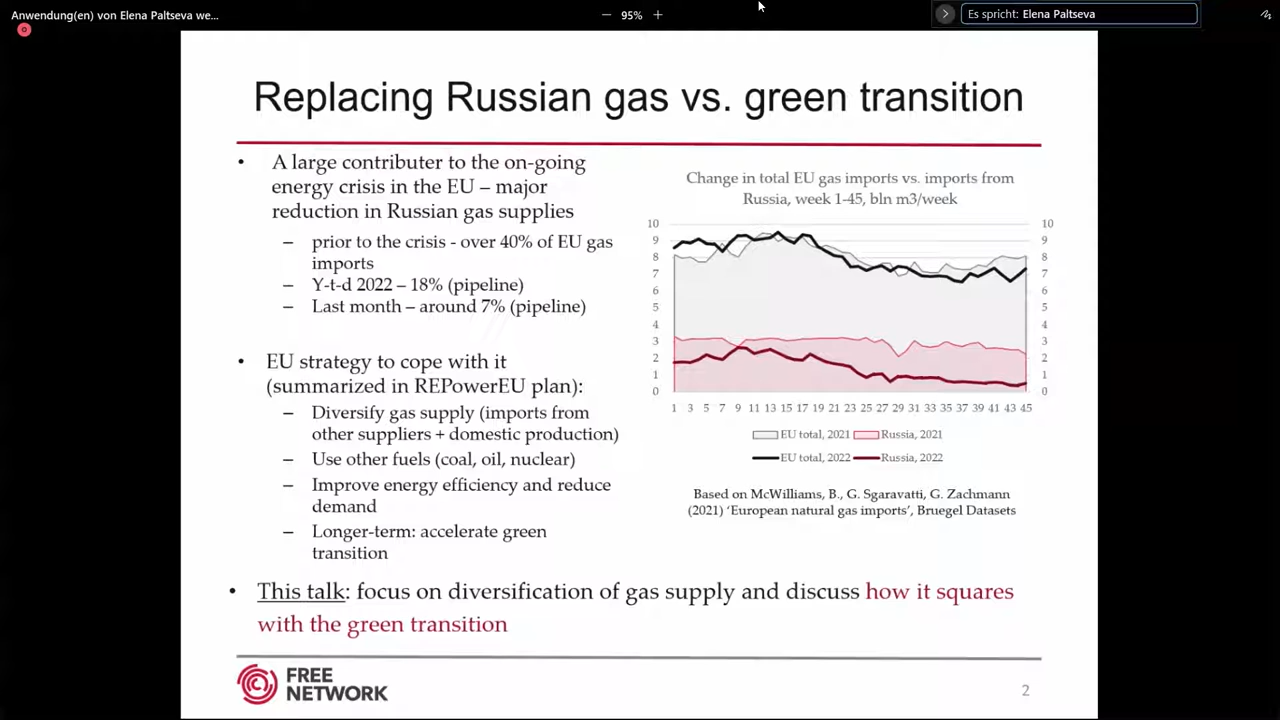 Anwendung(en) von Elena Paltseva we...
95%
Es spricht: Elena Paltseva
Replacing Russian gas vs. green transition
• A large contributer to the on-going
energy crisis in the EU – major
reduction in Russian gas supplies
– prior to the crisis - over 40% of EU gas
imports
– Y-t-d 2022 – 18% (pipeline)
– Last month – around 7% (pipeline)
• EU strategy to cope with it
(summarized in REPowerEU plan):
– Diversify gas supply (imports from
other suppliers + domestic production)
– Use other fuels (coal, oil, nuclear)
– Improve energy efficiency and reduce
demand
– Longer-term: accelerate green
transition
Change in total EU gas imports vs. imports from
Russia, week 1-45, bln m3/week
10 10
9 9
8 8
7 7
6 6
5 5
4 4
3 3
2 2
1 1
0 0
1 3 5 7 9 11 13 15 17 19 21 23 25 27 29 31 33 35 37 39 41 43 45
EU total, 2021 Russia, 2021
EU total, 2022 Russia, 2022
Based on McWilliams, B., G. Sgaravatti, G. Zachmann
(2021) ‘European natural gas imports’, Bruegel Datasets
• This talk: focus on diversification of gas supply and discuss how it squares
with the green transition
FREE
NETWORK
2